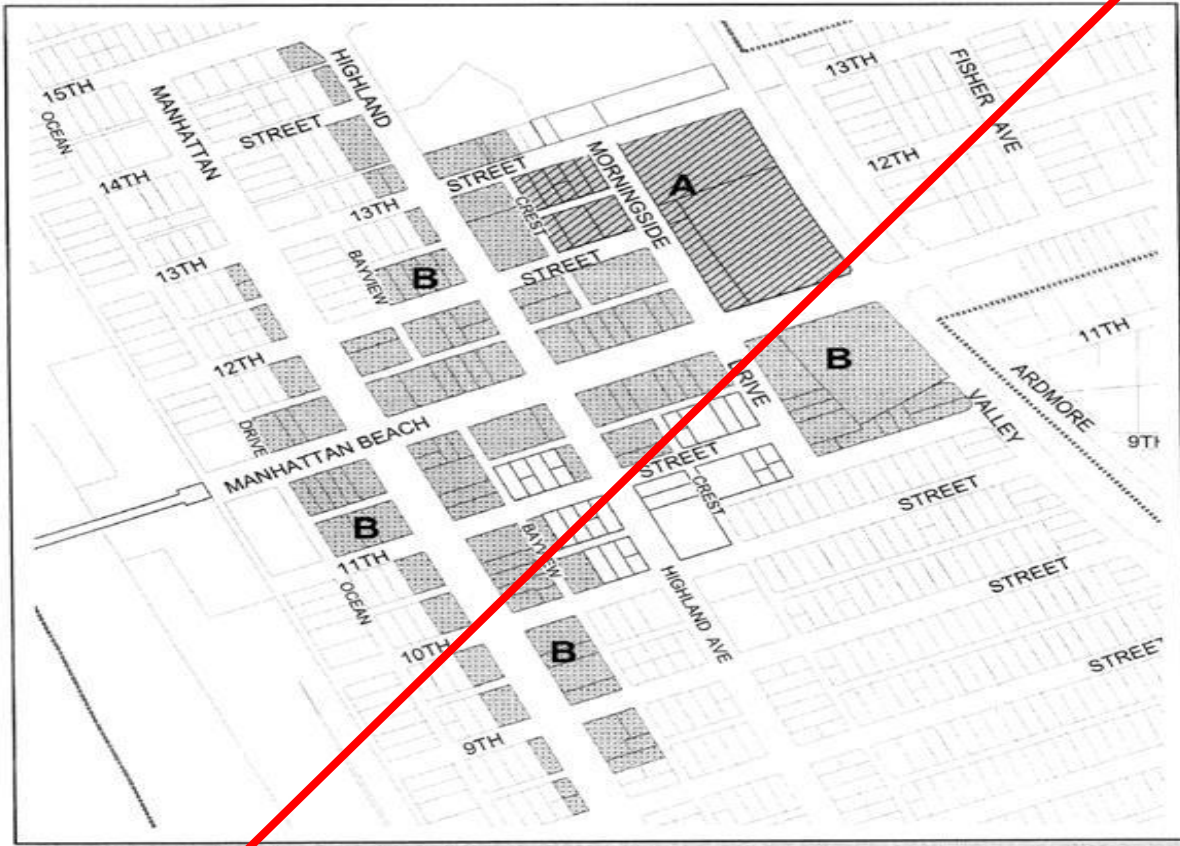 15TH
OCEAN
MANHATTAN
HIGHLAND
STREET
14TH
13TH
FISHER AVE
12TH
STREET
MORNINGSIDE
A
CREST
13TH
BAYVIEW
B
STREET
13TH
12TH
DRIVE
MANHATTAN BEACH
DRIVE
B
11TH
ARDMORE
VALLEY
9TH
STREET
CREST
STREET
B
11TH
OCEAN
BAYVIEW
HIGHLAND AVE
STREET
10TH
B
STREET
9TH